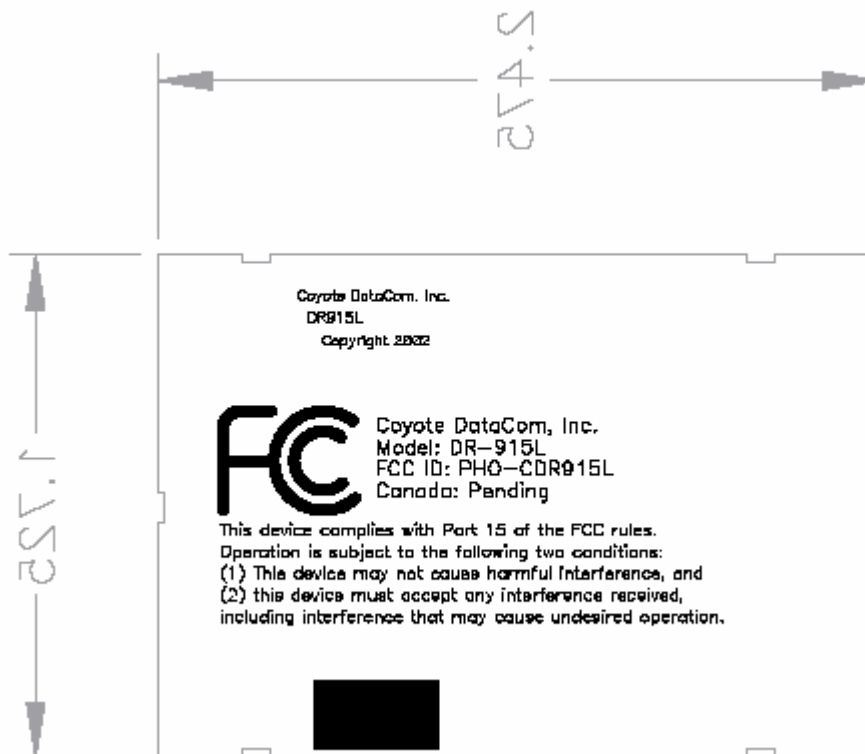 2.475
1.725
Coyote DataCom. Inc.
DR915L
Copyright 2002
FCC
Coyote DataCom, Inc.
Model: DR-915L
FCC ID: PHO-CDR915L
Canada: Pending
This device complies with Part 15 of the FCC rules.
Operation is subject to the following two conditions:
(1) This device may not cause harmful interference, and
(2) this device must accept any interference received,
including interference that may cause undesired operation.